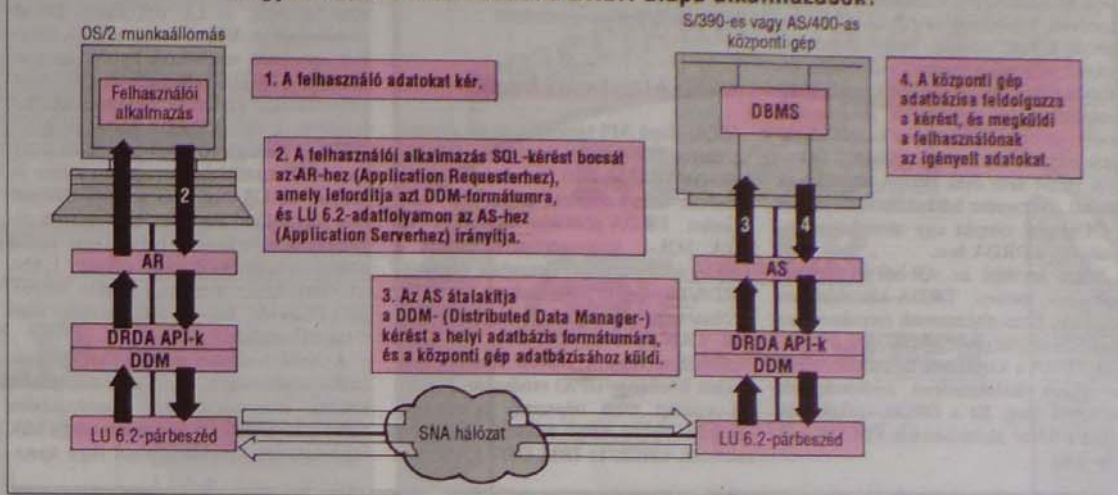 OS/2 munkaállomás
Felhasználói
alkalmazás
1. A felhasználó adatokat kér.
2. A felhasználói alkalmazás SQL-kérést bocsát
az AR-hez (Application Requesterhez),
amely lefordítja azt DDM-formátumra,
és LU 6.2-adatfolyamon az AS-hez
(Application Serverhez) irányítja.
2
AR
DRDA API-k
DDM
LU 6.2-párbeszéd
3. Az AS átalakítja
a DDM- (Distributed Data Manager-)
kérést a helyi adatbázis formátumára,
és a központi gép adatbázisához küldi.
SNA hálózat
S/390-es vagy AS/400-as
központi gép
DBMS
3
4
AS
DRDA API-k
DDM
LU 6.2-párbeszéd
4. A központi gép
adatbázisa feldolgozza
a kérést, és megküldi
a felhasználónak
az igényelt adatokat.